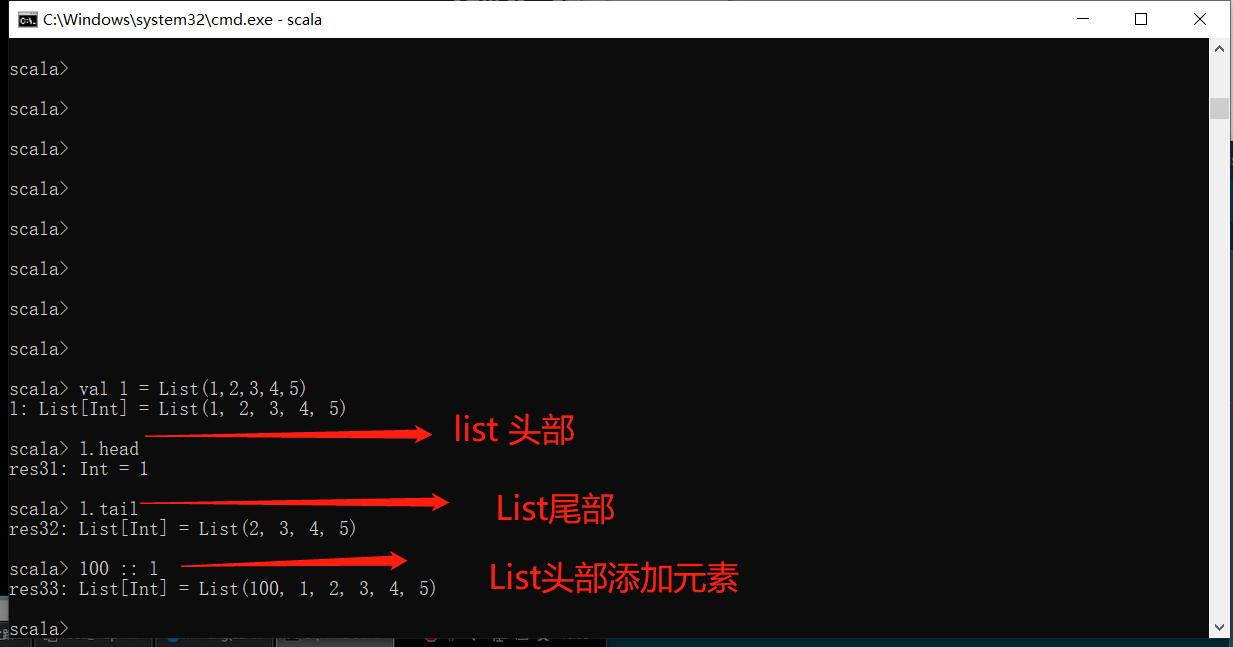 C:\Windows\system32\cmd.exe - scala
scala>
scala>
scala>
scala>
scala>
scala>
scala>
scala>
scala> val l = List(1,2,3,4,5)
l: List[Int] = List(1, 2, 3, 4, 5)
list 头部
scala> l.head
res31: Int = 1
scala> l.tail
List尾部
res32: List[Int] = List(2, 3, 4, 5)
scala> 100 :: l
List头部添加元素
res33: List[Int] = List(100, 1, 2, 3, 4, 5)
scala>